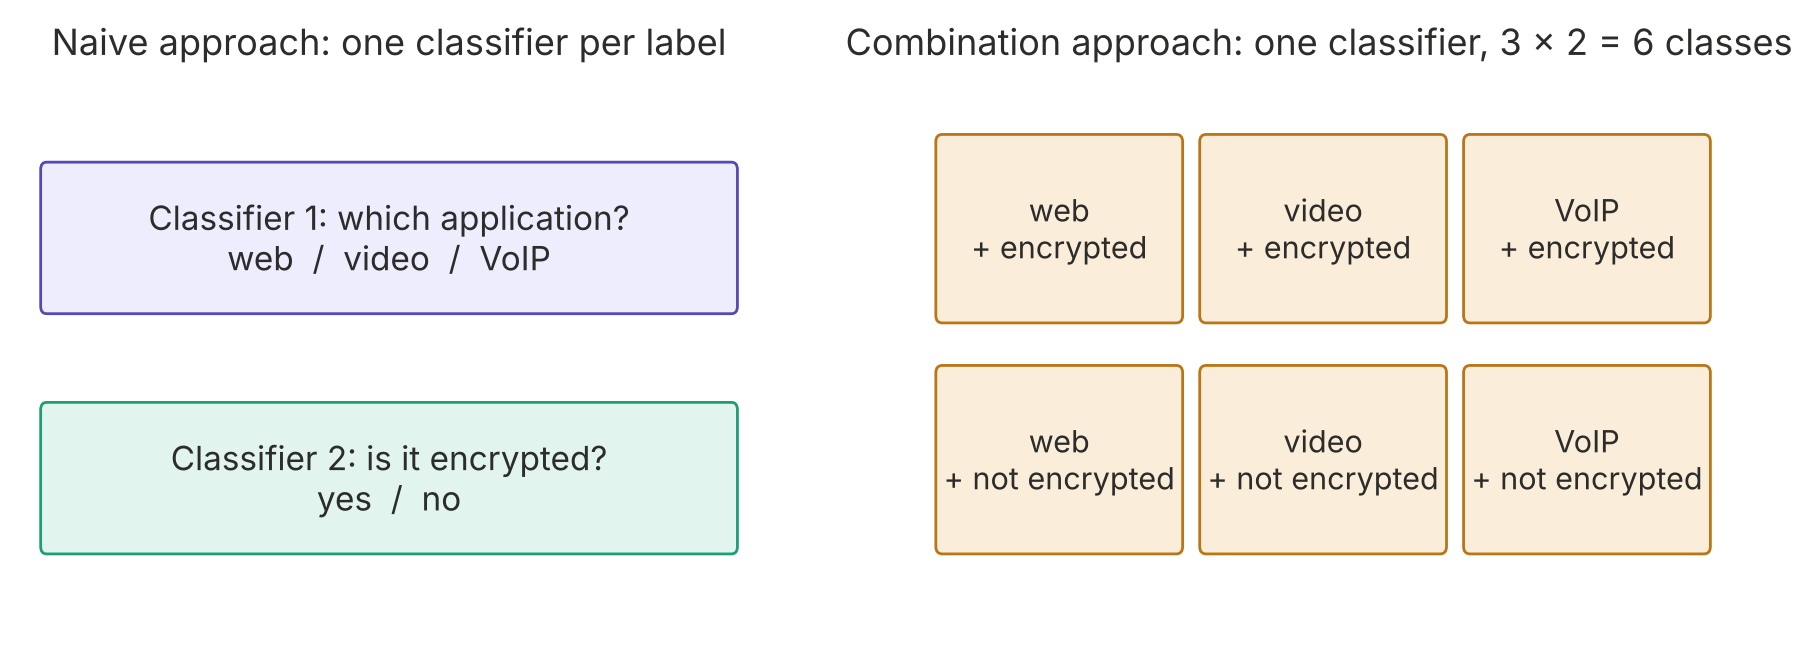 Naive approach: one classifier per label
Classifier 1: which application?
web / video / VoIP
Classifier 2: is it encrypted?
yes / no
Combination approach: one classifier, 3 × 2 = 6 classes
web
+ encrypted
video
+ encrypted
VoIP
+ encrypted
web
+ not encrypted
video
+ not encrypted
VoIP
+ not encrypted